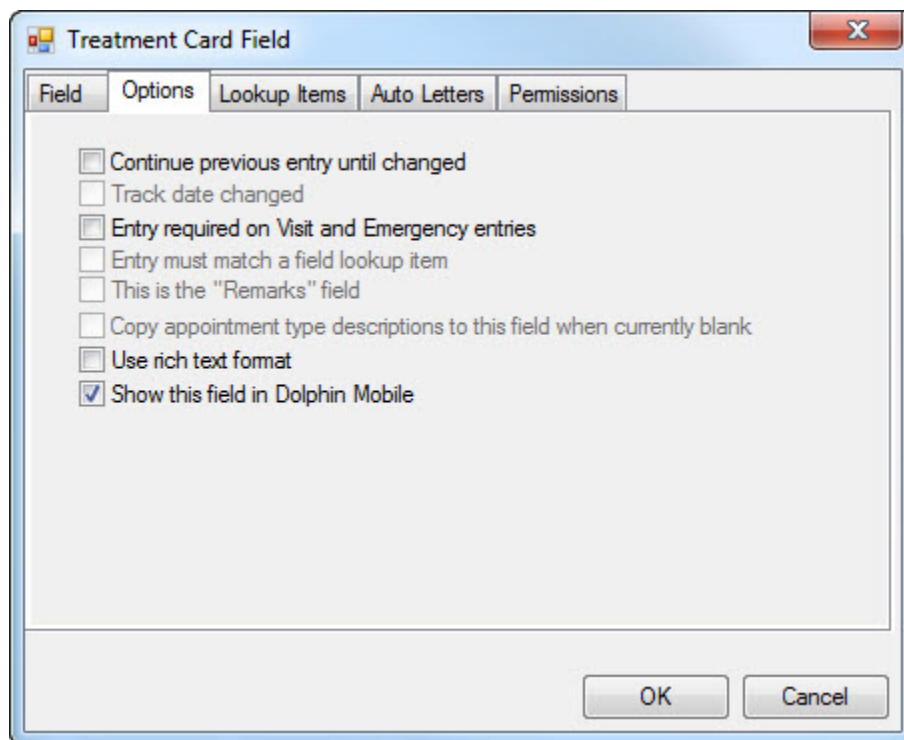 Treatment Card Field
Field Options Lookup Items Auto Letters Permissions
Continue previous entry until changed
Track date changed
Entry required on Visit and Emergency entries
Entry must match a field lookup item
This is the "Remarks" field
Copy appointment type descriptions to this field when currently blank
Use rich text format
Show this field in Dolphin Mobile
OK Cancel